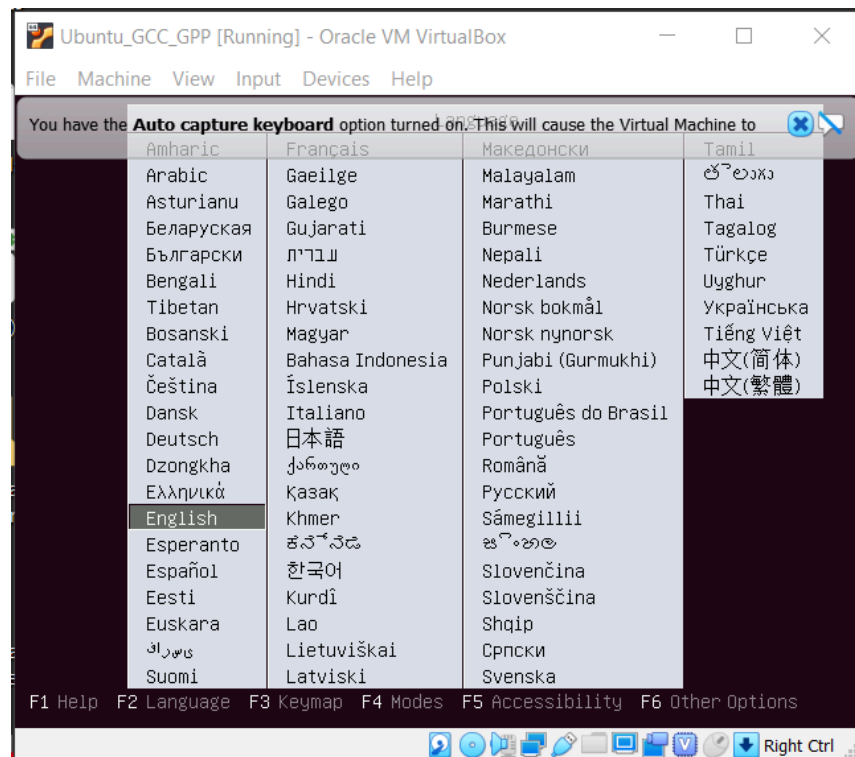 Ubuntu_GCC_GPP [Running] - Oracle VM VirtualBox
File Machine View Input Devices Help
Language
You have the Auto capture keyboard option turned on. This will cause the Virtual Machine to
Amharic
Arabic
Asturianu
Беларуская
Български
Bengali
Tibetan
Bosanski
Català
Čeština
Dansk
Deutsch
Dzongkha
Ελληνικά
English
Esperanto
Español
Eesti
Euskara
فارسی
Suomi
Français
Gaeilge
Galego
Gujarati
עברית
Hindi
Hrvatski
Magyar
Bahasa Indonesia
Íslenska
Italiano
日本語
ქართული
Қазақ
Khmer
ಕನ್ನಡ
한국어
Kurdî
Lao
Lietuviškai
Latviski
Македонски
Malayalam
Marathi
Burmese
Nepali
Nederlands
Norsk bokmål
Norsk nynorsk
Punjabi (Gurmukhi)
Polski
Português do Brasil
Português
Română
Русский
Sámegillii
සිංහල
Slovenčina
Slovenščina
Shqip
Српски
Svenska
Tamil
తెలుగు
Thai
Tagalog
Türkçe
Uyghur
Українська
Tiếng Việt
中文(简体)
中文(繁體)
F1 Help F2 Language F3 Keymap F4 Modes F5 Accessibility F6 Other Options
Right Ctrl